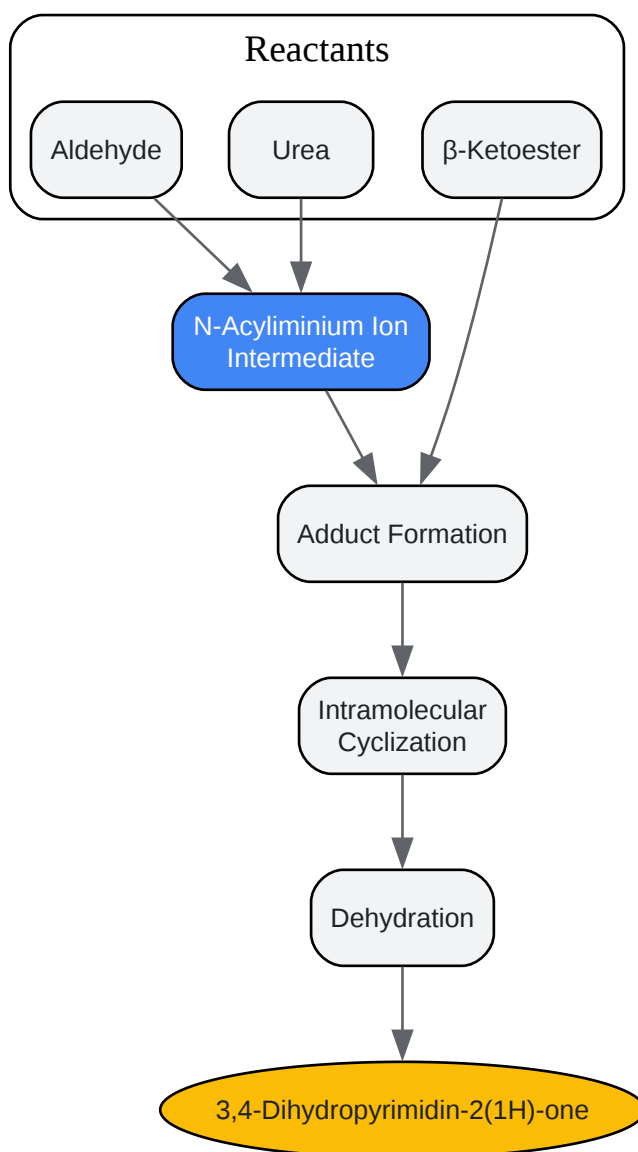 Reactants
Aldehyde
Urea
β-Ketoester
N-Acyliminium Ion
Intermediate
Adduct Formation
Intramolecular
Cyclization
Dehydration
3,4-Dihydropyrimidin-2(1H)-one